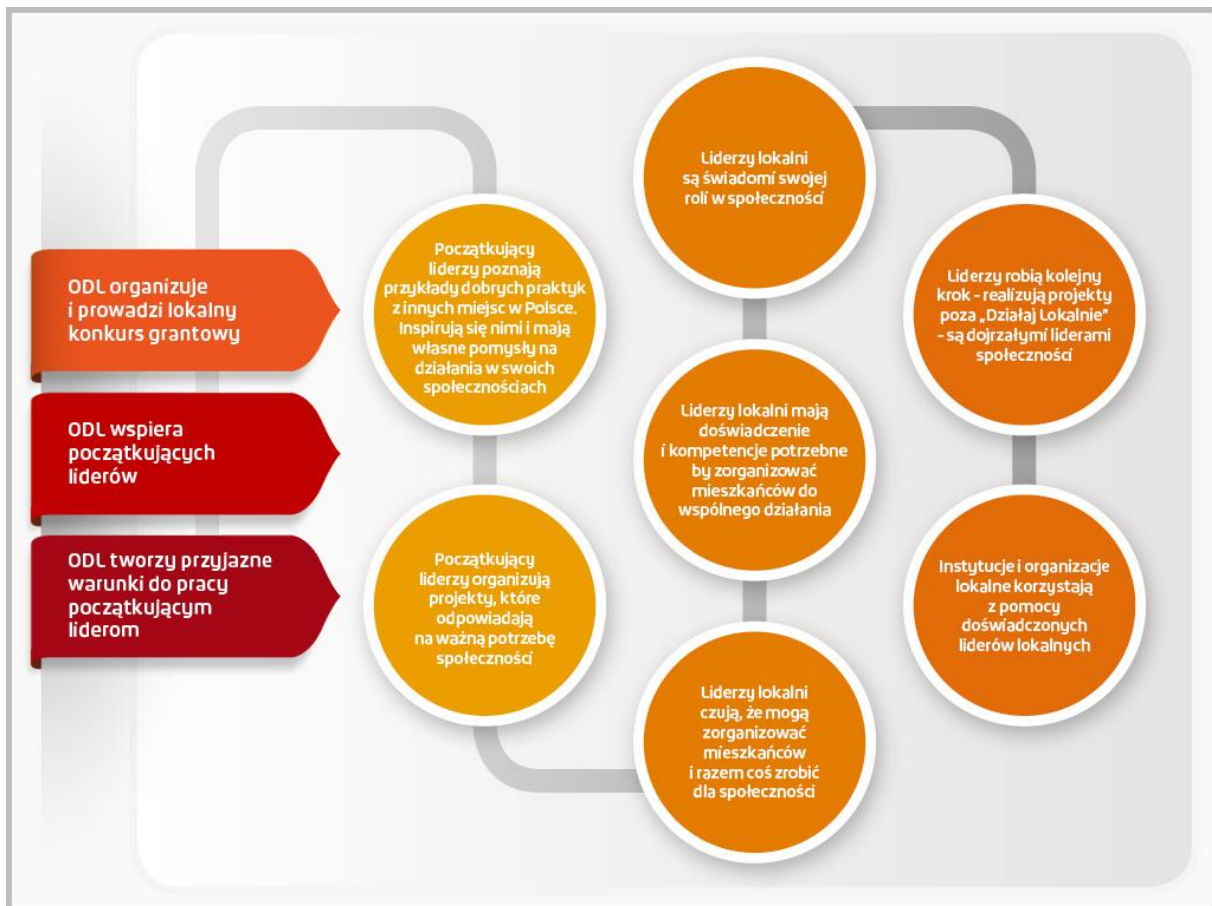 ODL organizuje
i prowadzi lokalny
konkurs grantowy
ODL wspiera
początkujących
liderów
ODL tworzy przyjazne
warunki do pracy
początkującym
liderom
Początkujący
liderzy poznają
przykłady dobrych praktyk
z innych miejsc w Polsce.
Inspirują się nimi i mają
własne pomysły na
działania w swoich
społecznościach
Początkujący
liderzy organizują
projekty, które
odpowiadają
na ważną potrzebę
społeczności
Liderzy lokalni
są świadomi swojej
roli w społeczności
Liderzy lokalni mają
doświadczenie
i kompetencje potrzebne
by zorganizować
mieszkańców do
wspólnego działania
Liderzy lokalni
czują, że mogą
zorganizować
mieszkańców
i razem coś zrobić
dla społeczności
Liderzy robią kolejny
krok - realizują projekty
poza „Działaj Lokalnie”
- są dojrzałymi liderami
społeczności
Instytucje i organizacje
lokalne korzystają
z pomocy
doświadczonych
liderów lokalnych